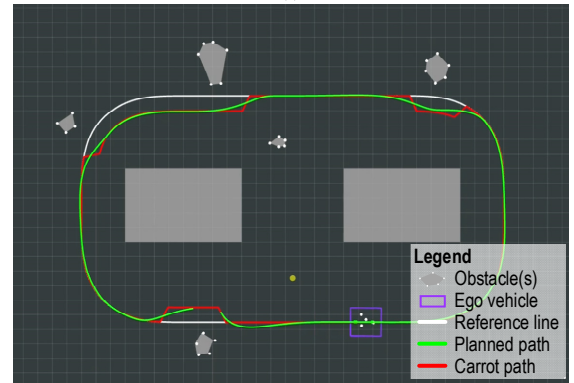 Legend
Obstacle(s)
Ego vehicle
Reference line
Planned path
Carrot path